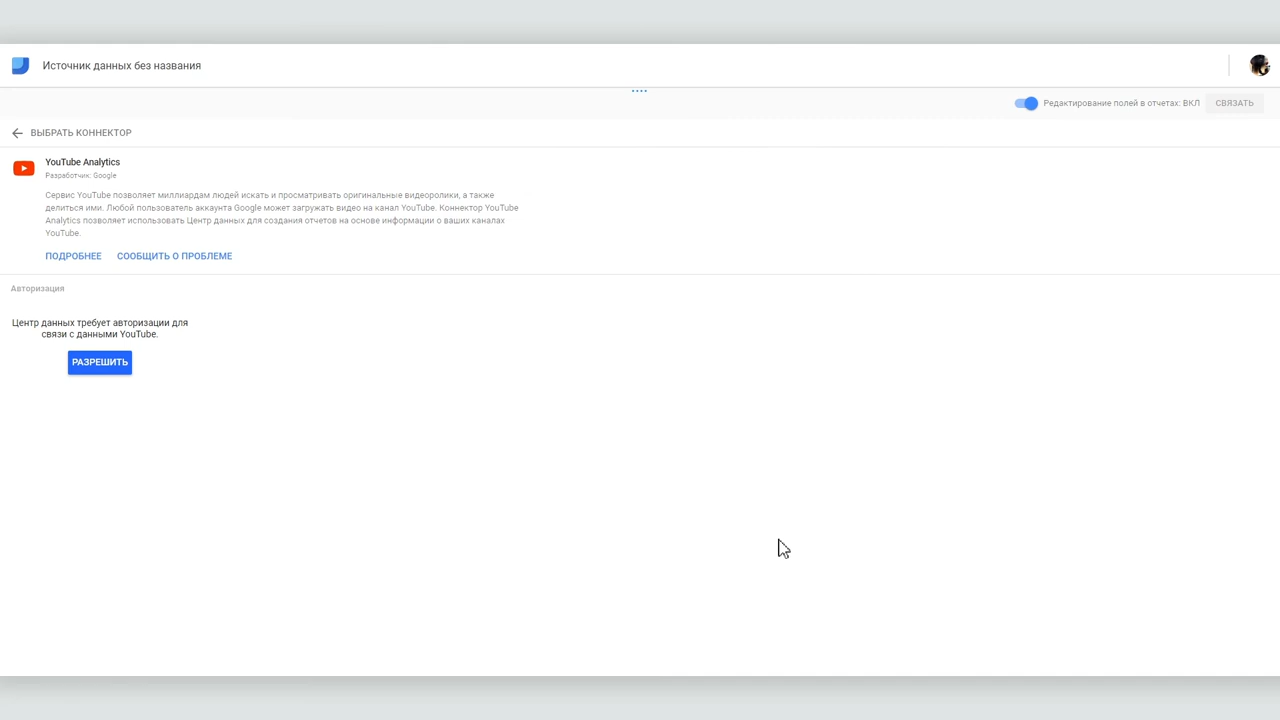 Источник данных без названия
Редактирование полей в отчетах: ВКЛ
СВЯЗАТЬ
ВЫБРАТЬ КОННЕКТОР
YouTube Analytics
Разработчик: Google
Сервис YouTube позволяет миллиардам людей искать и просматривать оригинальные видеоролики, а также
делиться ими. Любой пользователь аккаунта Google может загружать видео на канал YouTube. Коннектор YouTube
Analytics позволяет использовать Центр данных для создания отчетов на основе информации о ваших каналах
YouTube.
ПОДРОБНЕЕ
СООБЩИТЬ О ПРОБЛЕМЕ
Авторизация
Центр данных требует авторизации для
связи с данными YouTube.
РАЗРЕШИТЬ